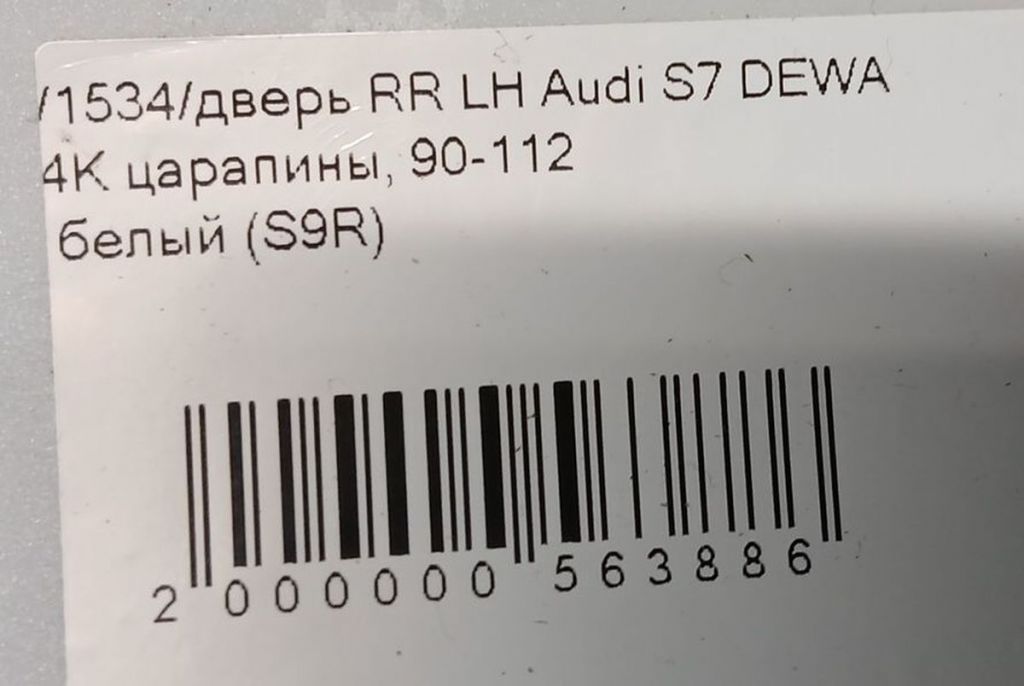 /1534/дверь RR LH Audi S7 DEWA
4K царапины, 90-112
белый (S9R)
2 000000 563886